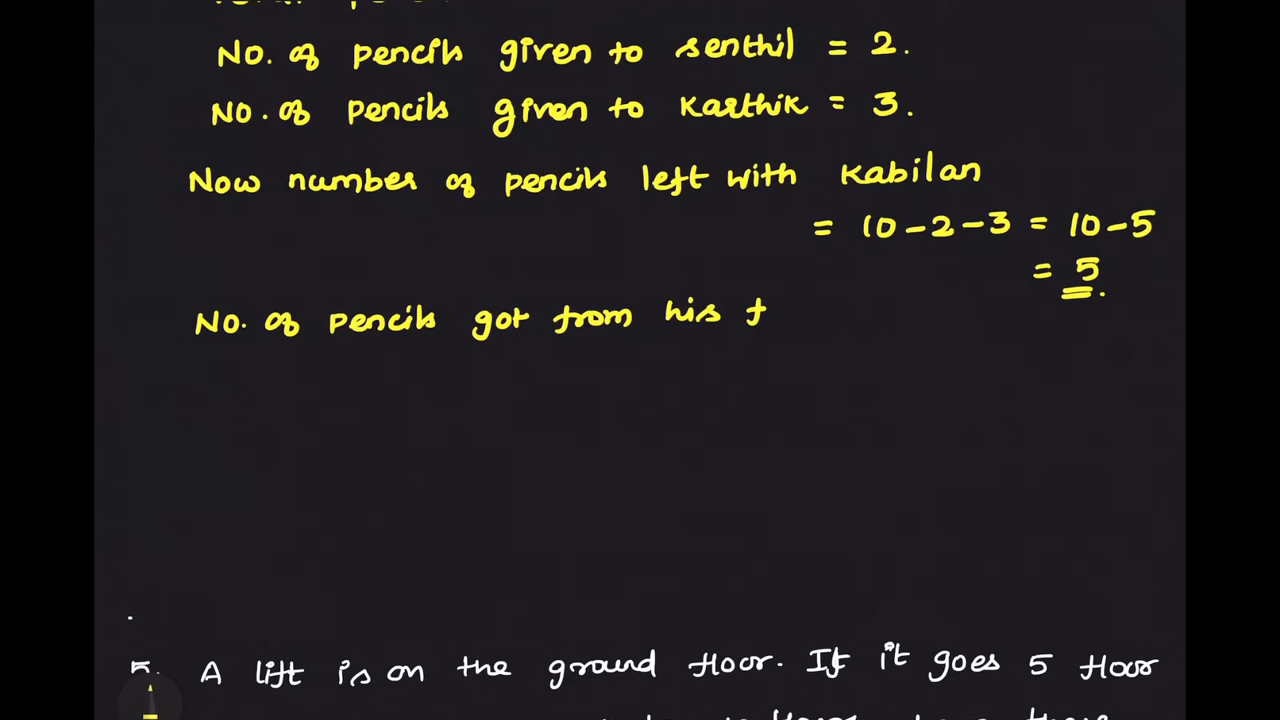 No. of pencils given to senthil = 2.
No. of pencils given to Karthik = 3.
Now number of pencils left with Kabilan
= 10 - 2 - 3 = 10 - 5
= 5.
No. of pencils got from his f
5. A lift is on the ground floor. If it goes 5 floor